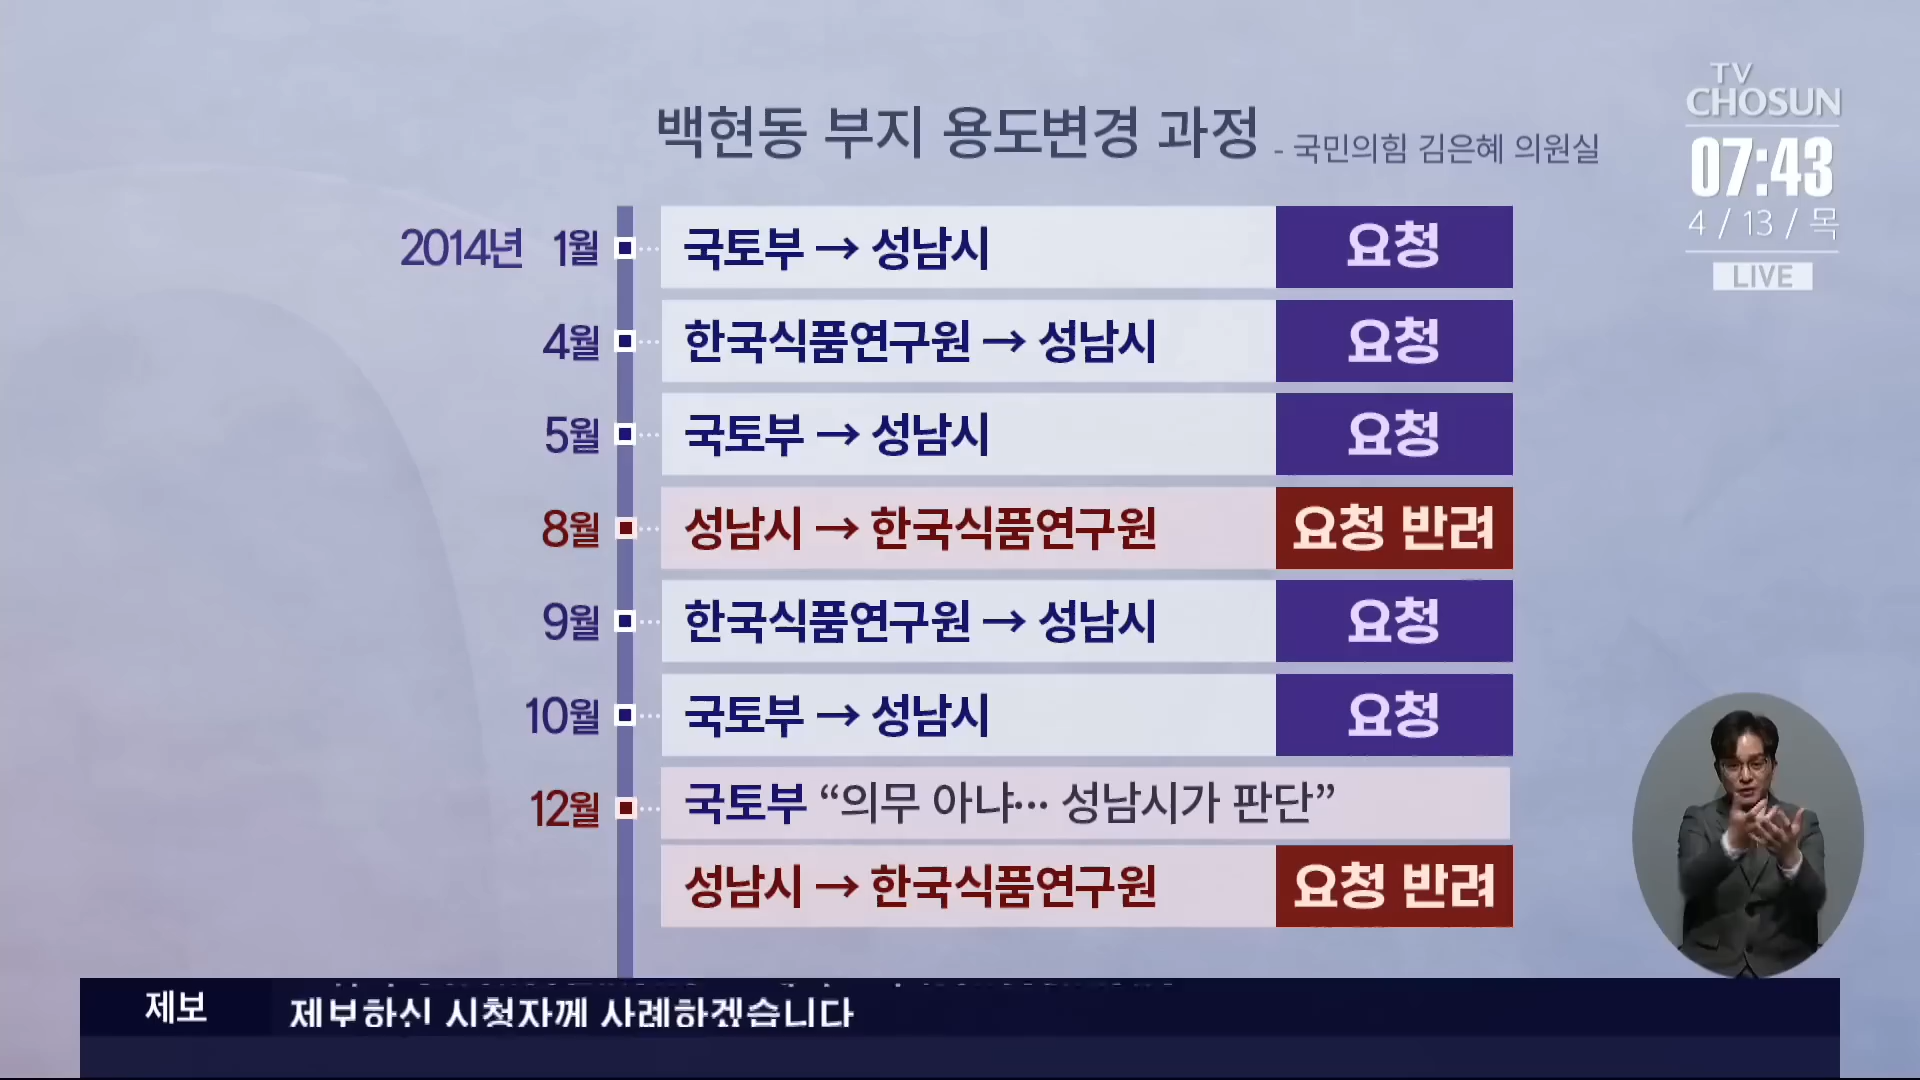 백현동 부지 용도변경 과정 - 국민의힘 김은혜 의원실
2014년 1월 국토부 → 성남시 요청
4월 한국식품연구원 → 성남시 요청
5월 국토부 → 성남시 요청
8월 성남시 → 한국식품연구원 요청 반려
9월 한국식품연구원 → 성남시 요청
10월 국토부 → 성남시 요청
12월 국토부 “의무 아냐… 성남시가 판단”
성남시 → 한국식품연구원 요청 반려
TV
CHOSUN
07:43
4 / 13 / 목
LIVE
제보 제보하신 시청자께 사례하겠습니다